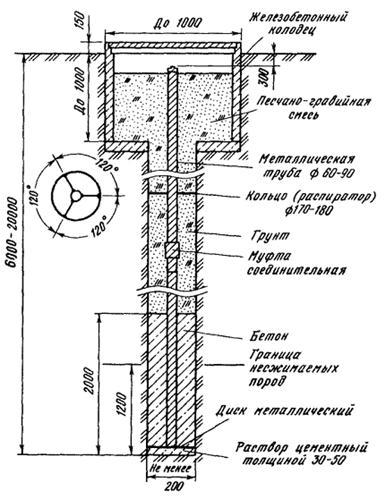 До 1000
Железобетонный
колодец
150
До 1000
300
Песчано-гравийная
смесь
Металлическая
труба ф 60-90
120°
120°
120°
Кольцо (распиратор)
ф170-180
6000-20000
Грунт
Муфта
соединительная
Бетон
Граница
несжимаемых
пород
2000
1200
Диск металлический
Раствор цементный
толщиной 30-50
Не менее
200